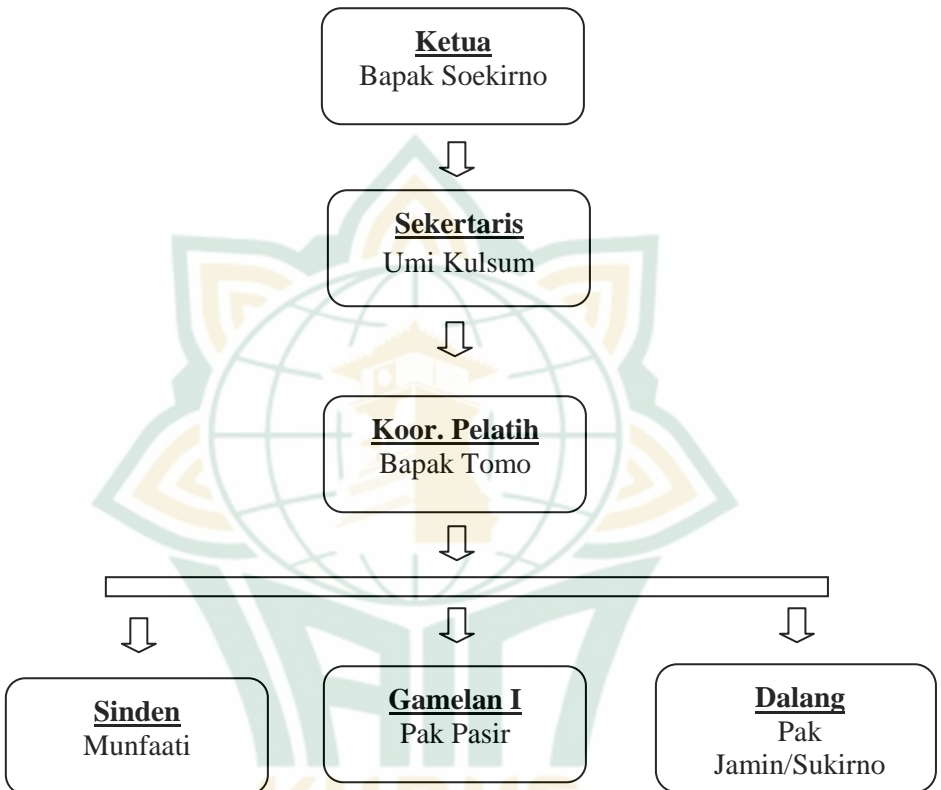 Ketua
Bapak Soekirno
Sekertaris
Umi Kulsum
Koor. Pelatih
Bapak Tomo
Sinden
Munfaati
Gamelan I
Pak Pasir
Dalang
Pak
Jamin/Sukirno